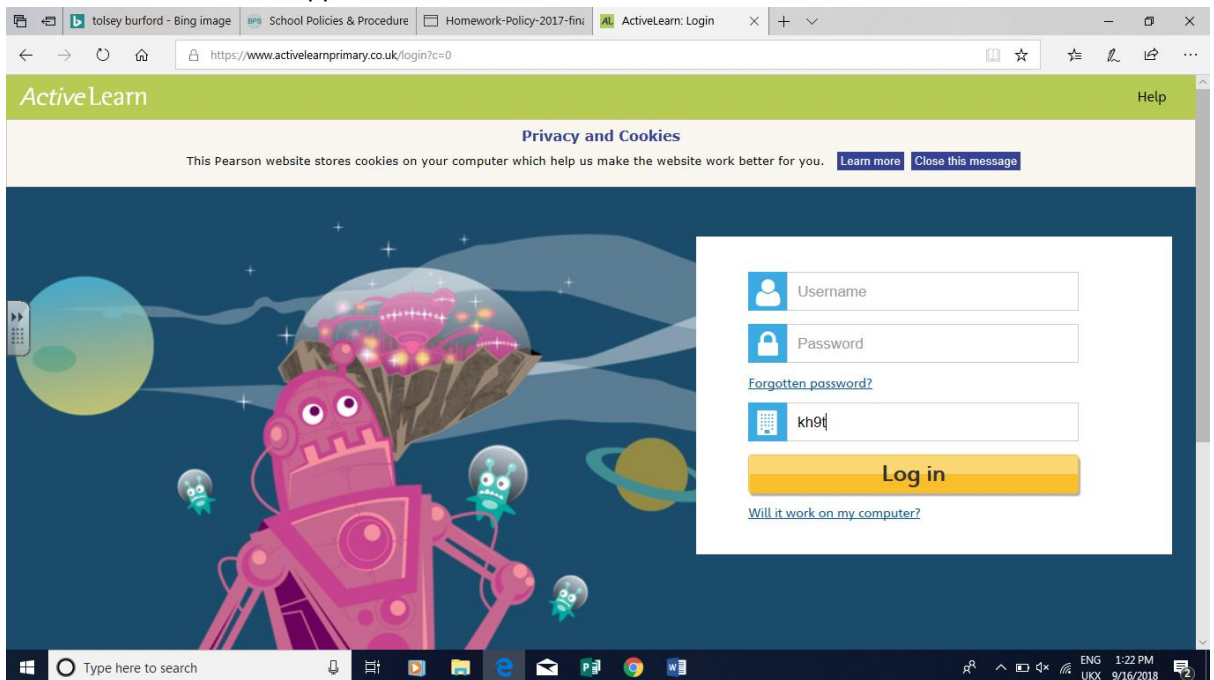 tolsey burford - Bing image
BPS
School Policies & Procedure
Homework-Policy-2017-fina
AL
ActiveLearn: Login
https://www.activelearnprimary.co.uk/login?c=0
ActiveLearn
Help
Privacy and Cookies
This Pearson website stores cookies on your computer which help us make the website work better for you. Learn more Close this message
Username
Password
Forgotten password?
kh9t
Log in
Will it work on my computer?
Type here to search
ENG 1:22 PM
UKX 9/16/2018
2